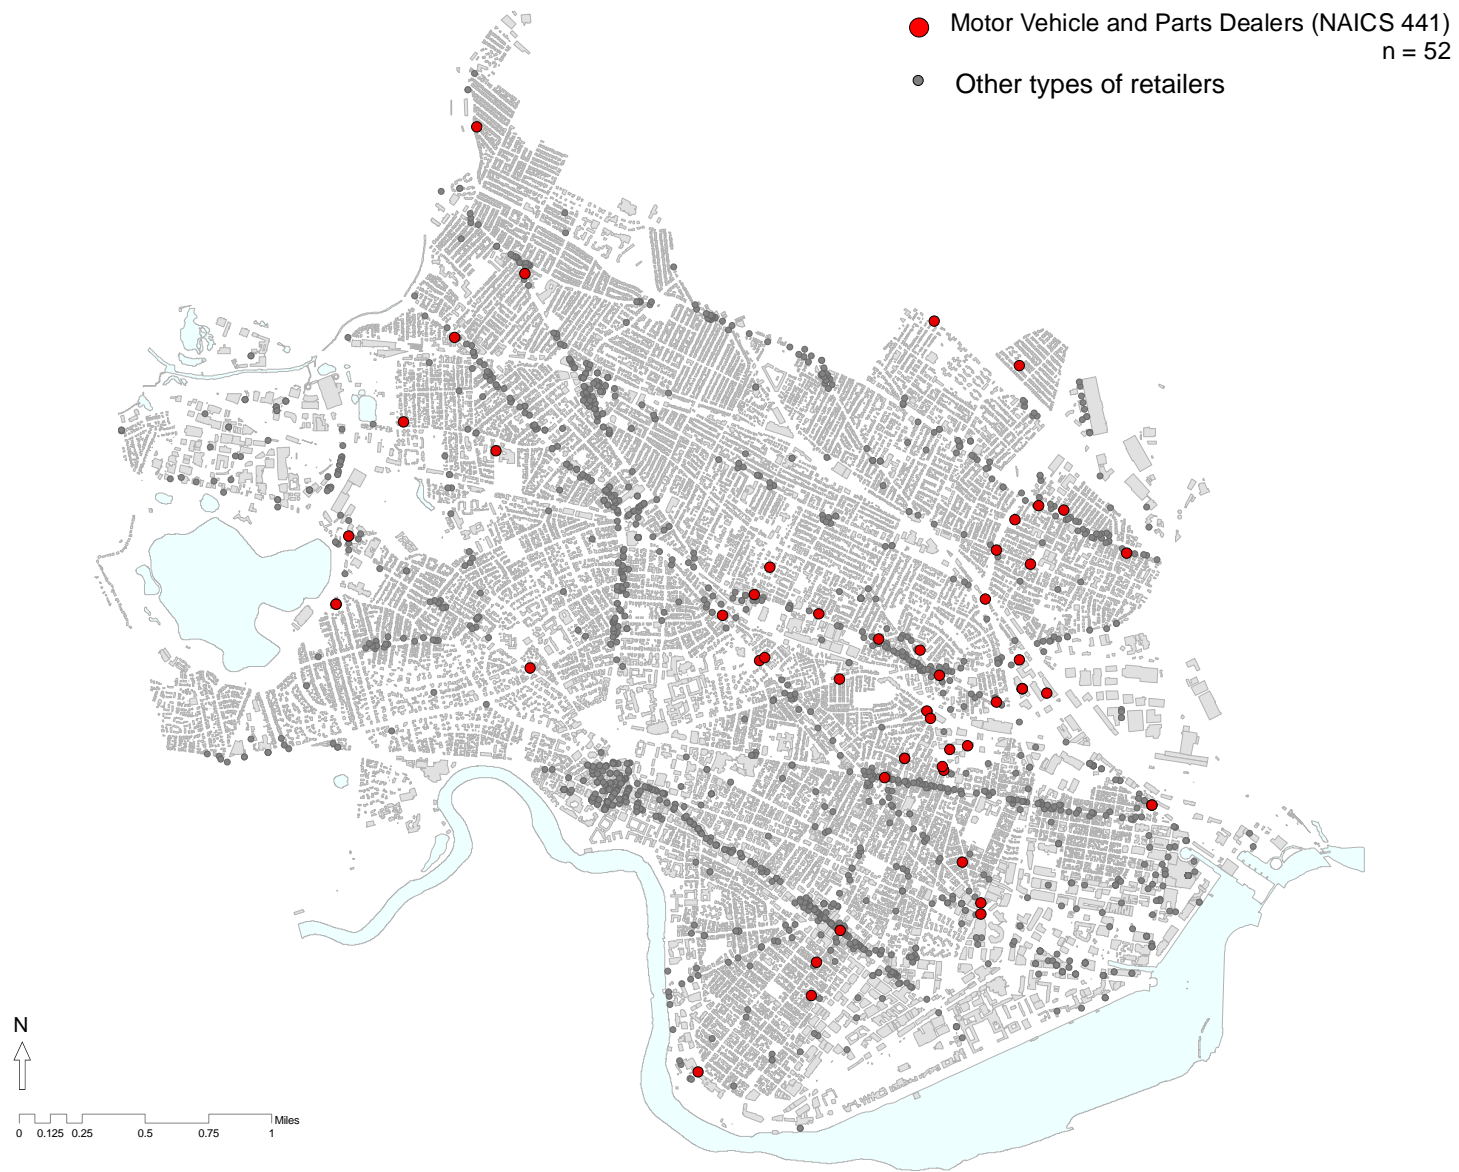 Motor Vehicle and Parts Dealers (NAICS 441)
n = 52
Other types of retailers
N
Miles
0 0.125 0.25 0.5 0.75 1